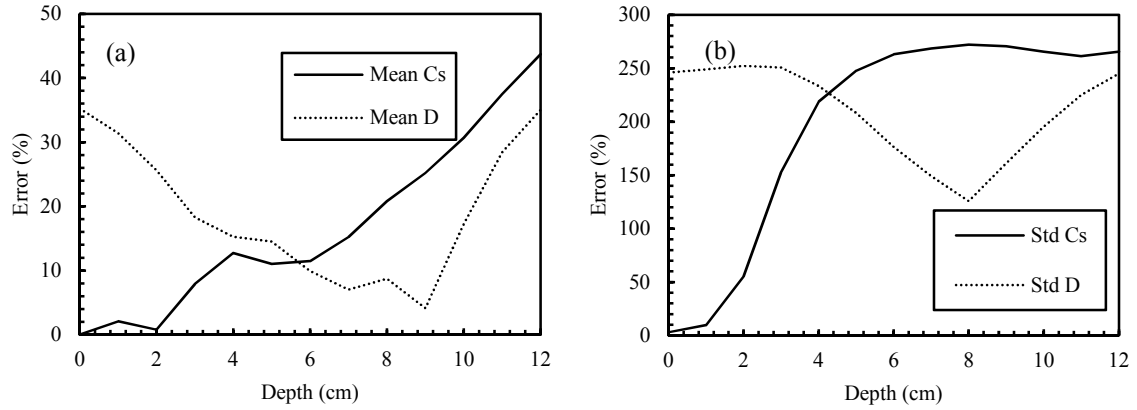 (a)
Mean Cs
Mean D
Error (%)
50
40
30
20
10
0
0 2 4 6 8 10 12
Depth (cm)
(b)
Std Cs
Std D
Error (%)
300
250
200
150
100
50
0
0 2 4 6 8 10 12
Depth (cm)